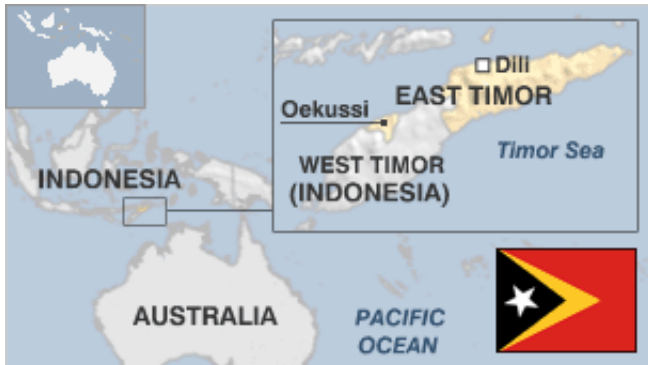 Dili
EAST TIMOR
Oekussi
Timor Sea
WEST TIMOR
(INDONESIA)
INDONESIA
AUSTRALIA
PACIFIC
OCEAN